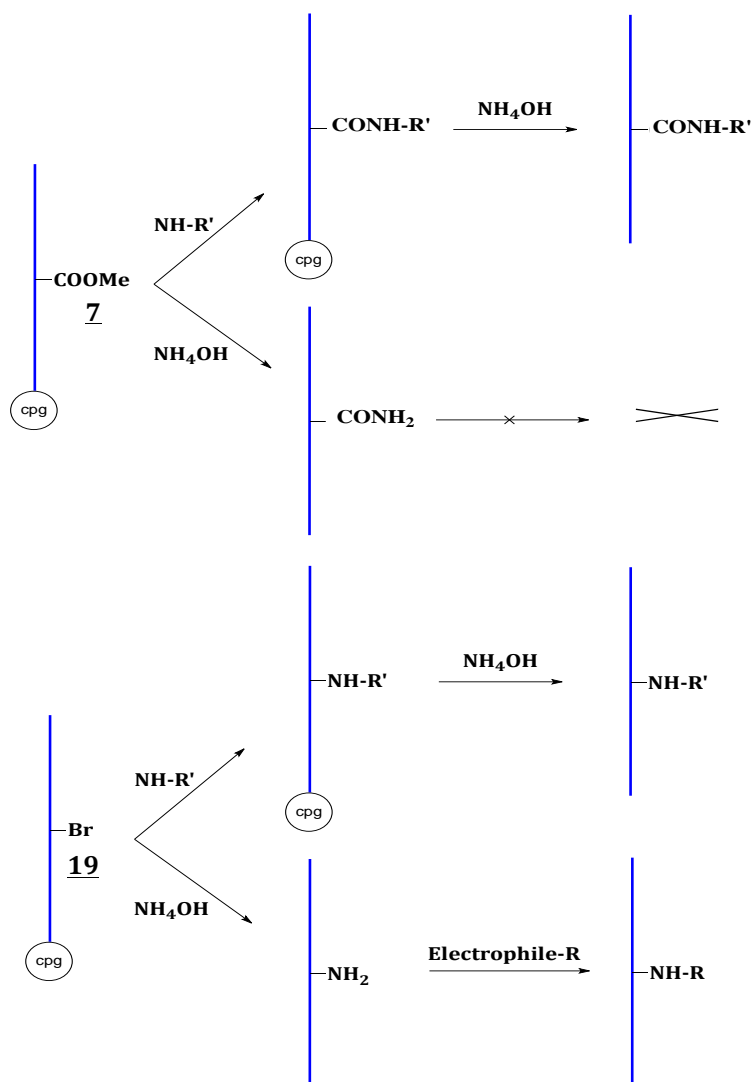 CONH-R'
NH₄OH
CONH-R'
NH-R'
cpg
COOMe
7
NH₄OH
cpg
CONH₂
NH-R'
NH₄OH
NH-R'
NH-R'
cpg
Br
19
NH₄OH
cpg
NH₂
Electrophile-R
NH-R